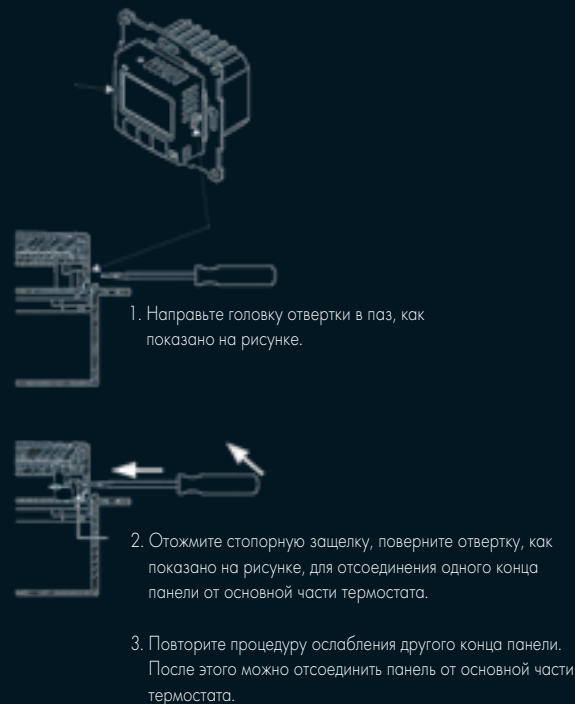 1. Направьте головку отвертки в паз, как
показано на рисунке.
2. Отожмите стопорную защелку, поверните отвертку, как
показано на рисунке, для отсоединения одного конца
панели от основной части термостата.
3. Повторите процедуру ослабления другого конца панели.
После этого можно отсоединить панель от основной части
термостата.